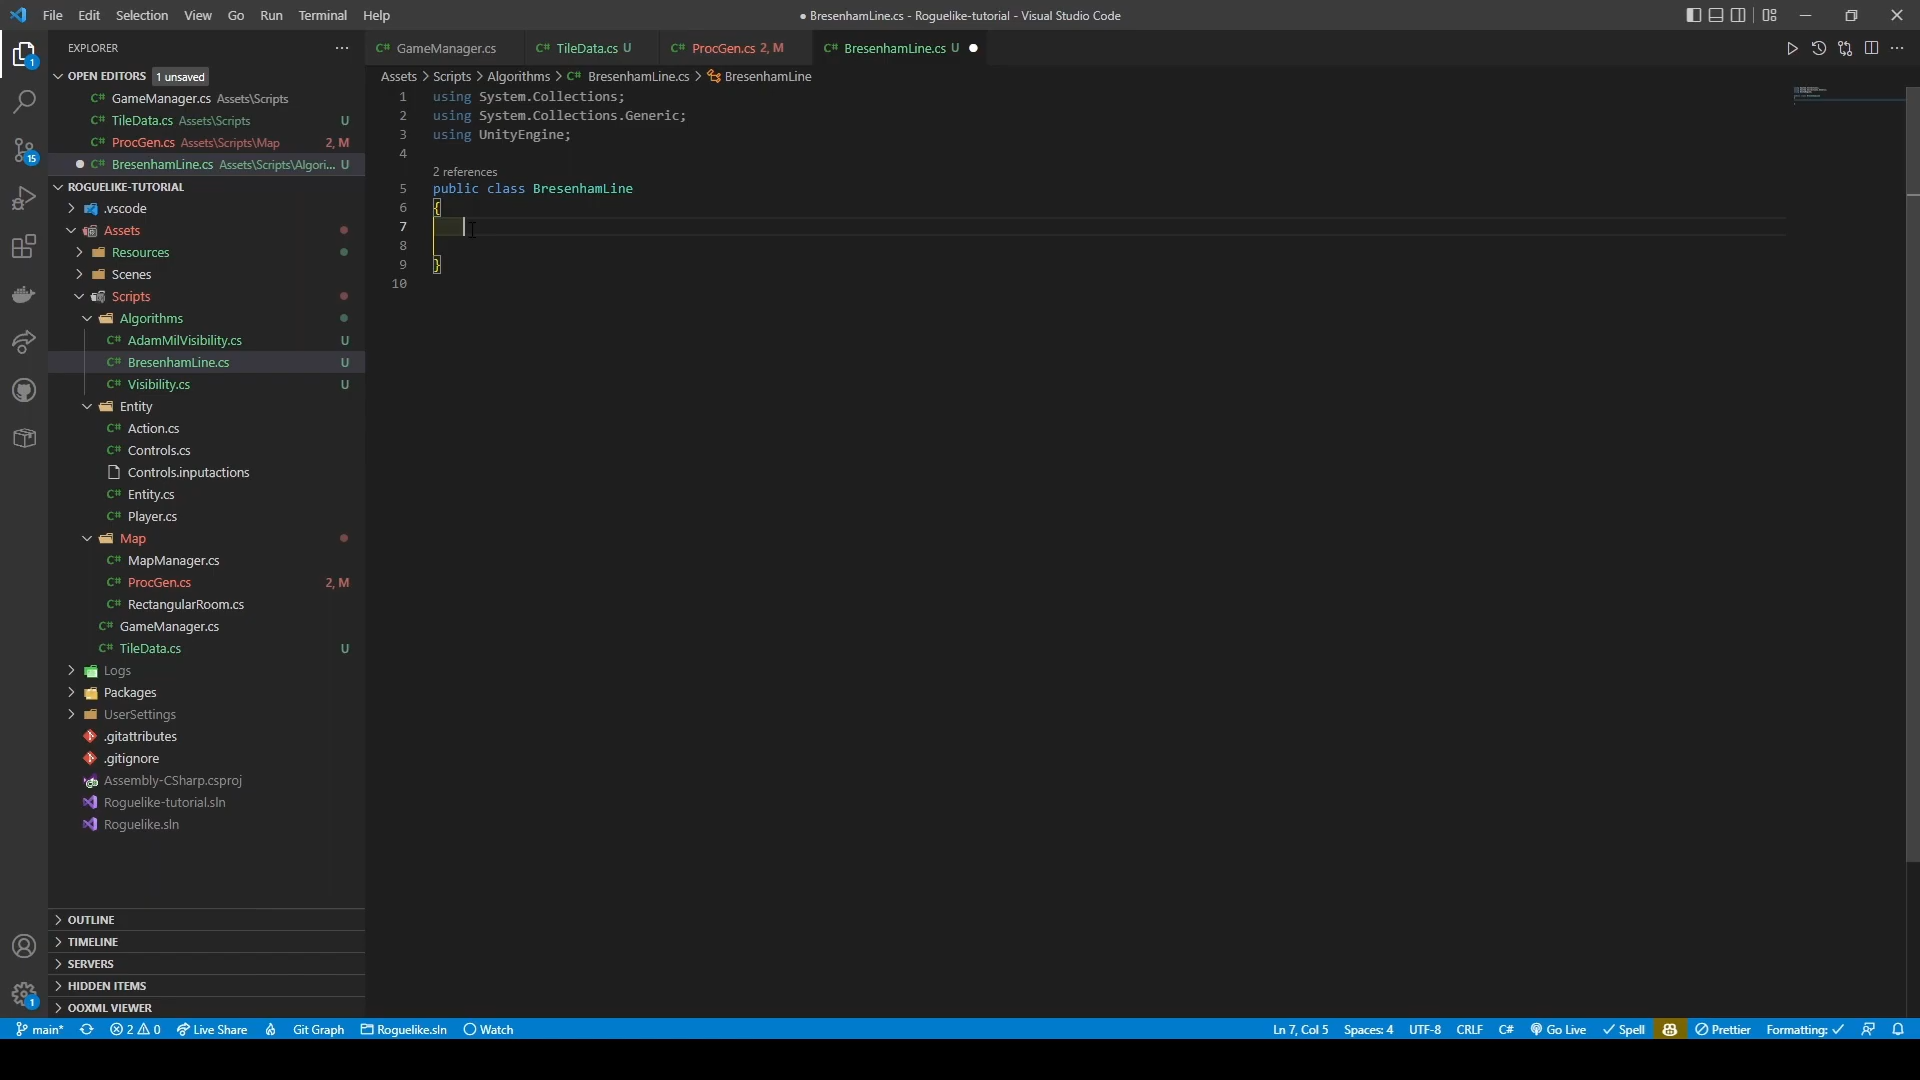 File Edit Selection View Go Run Terminal Help
● BresenhamLine.cs - Roguelike-tutorial - Visual Studio Code
EXPLORER
OPEN EDITORS 1 unsaved
C# GameManager.cs Assets\Scripts
C# TileData.cs Assets\Scripts U
C# ProcGen.cs Assets\Scripts\Map 2, M
C# BresenhamLine.cs Assets\Scripts\Algori... U
ROGUELIKE-TUTORIAL
.vscode
Assets
Resources
Scenes
Scripts
Algorithms
C# AdamMilVisibility.cs U
C# BresenhamLine.cs U
C# Visibility.cs U
Entity
C# Action.cs
C# Controls.cs
Controls.inputactions
C# Entity.cs
C# Player.cs
Map
C# MapManager.cs
C# ProcGen.cs 2, M
C# RectangularRoom.cs
C# GameManager.cs
C# TileData.cs U
Logs
Packages
UserSettings
.gitattributes
.gitignore
Assembly-CSharp.csproj
Roguelike-tutorial.sln
Roguelike.sln
OUTLINE
TIMELINE
SERVERS
HIDDEN ITEMS
OOXML VIEWER
1
15
1
C# GameManager.cs C# TileData.cs U C# ProcGen.cs 2, M C# BresenhamLine.cs U ●
Assets > Scripts > Algorithms > C# BresenhamLine.cs > BresenhamLine
1 using System.Collections;
2 using System.Collections.Generic;
3 using UnityEngine;
4
2 references
5 public class BresenhamLine
6 {
7
8
9 }
10
main* 2 0 Live Share Git Graph Roguelike.sln Watch
Ln 7, Col 5 Spaces: 4 UTF-8 CRLF C# Go Live Spell Prettier Formatting: ✓